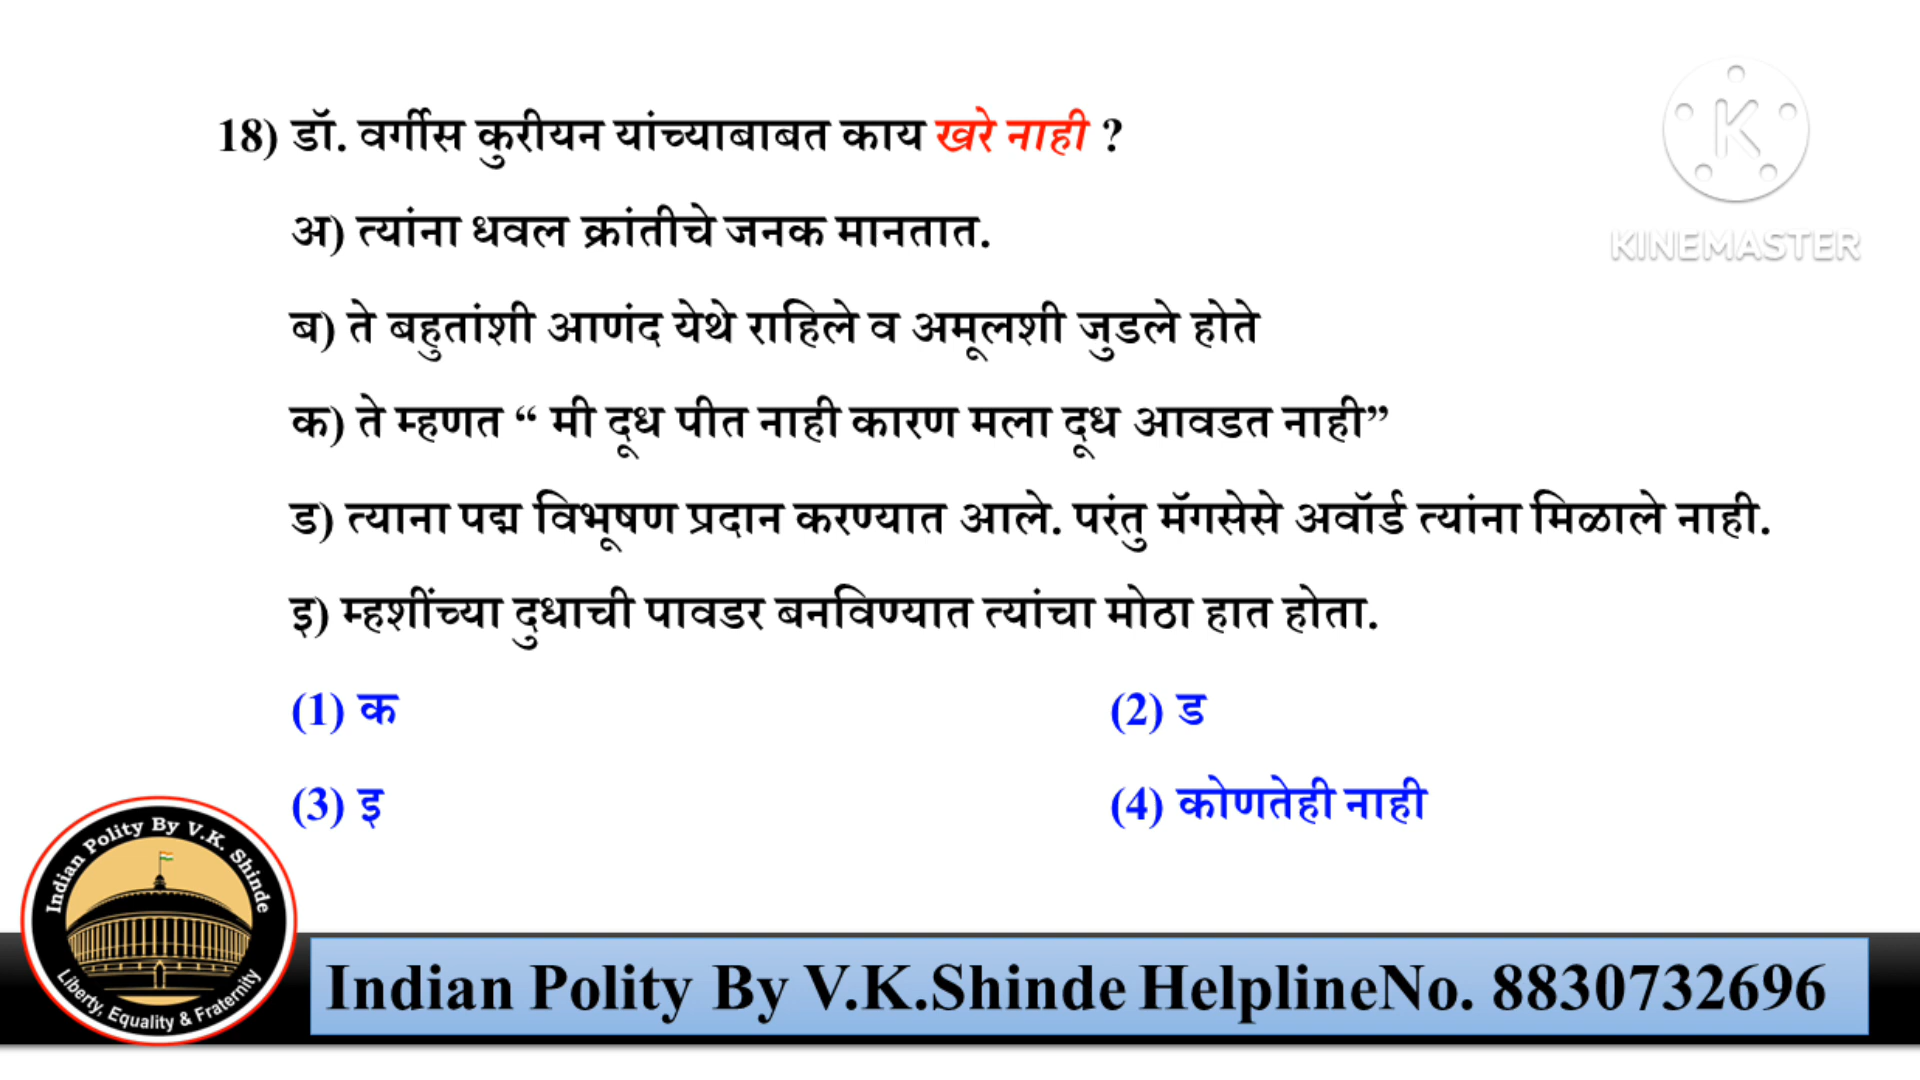 18) डॉ. वर्गीस कुरीयन यांच्याबाबत काय खरे नाही ?
अ) त्यांना धवल क्रांतीचे जनक मानतात.
ब) ते बहुतांशी आणंद येथे राहिले व अमूलशी जुडले होते
क) ते म्हणत “ मी दूध पीत नाही कारण मला दूध आवडत नाही”
ड) त्याना पद्म विभूषण प्रदान करण्यात आले. परंतु मॅगसेसे अवॉर्ड त्यांना मिळाले नाही.
इ) म्हशींच्या दुधाची पावडर बनविण्यात त्यांचा मोठा हात होता.
(1) क (2) ड
(3) इ (4) कोणतेही नाही
K
KINEMASTER
Indian Polity By V.K. Shinde
Liberty, Equality & Fraternity
Indian Polity By V.K.Shinde HelplineNo. 8830732696